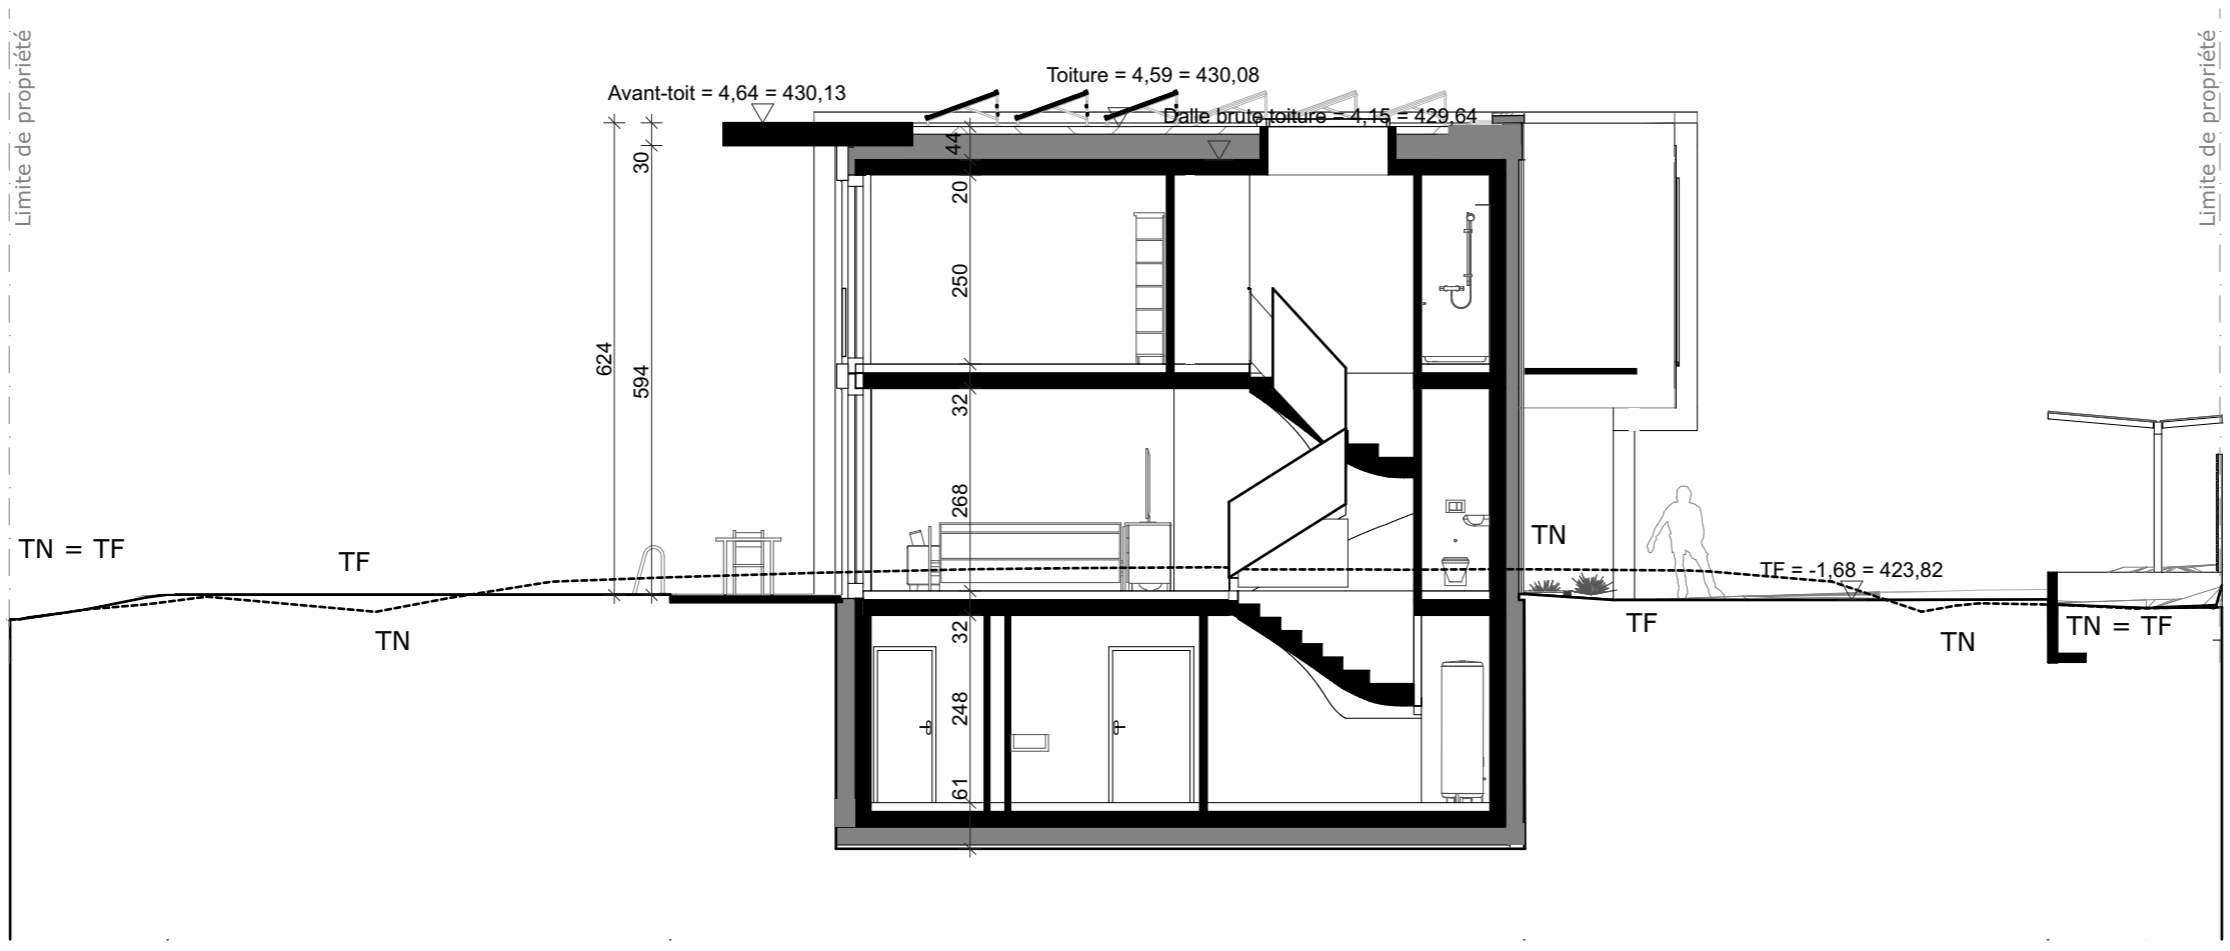 Limite de propriété
Limite de propriété
Toiture = 4,59 = 430,08
Avant-toit = 4,64 = 430,13
Dalle brute toiture = 4,15 = 429,64
44
30
20
250
624
594
32
268
TN
TN = TF
TF
TF = -1,68 = 423,82
TN
32
TF
TN
TN = TF
248
61